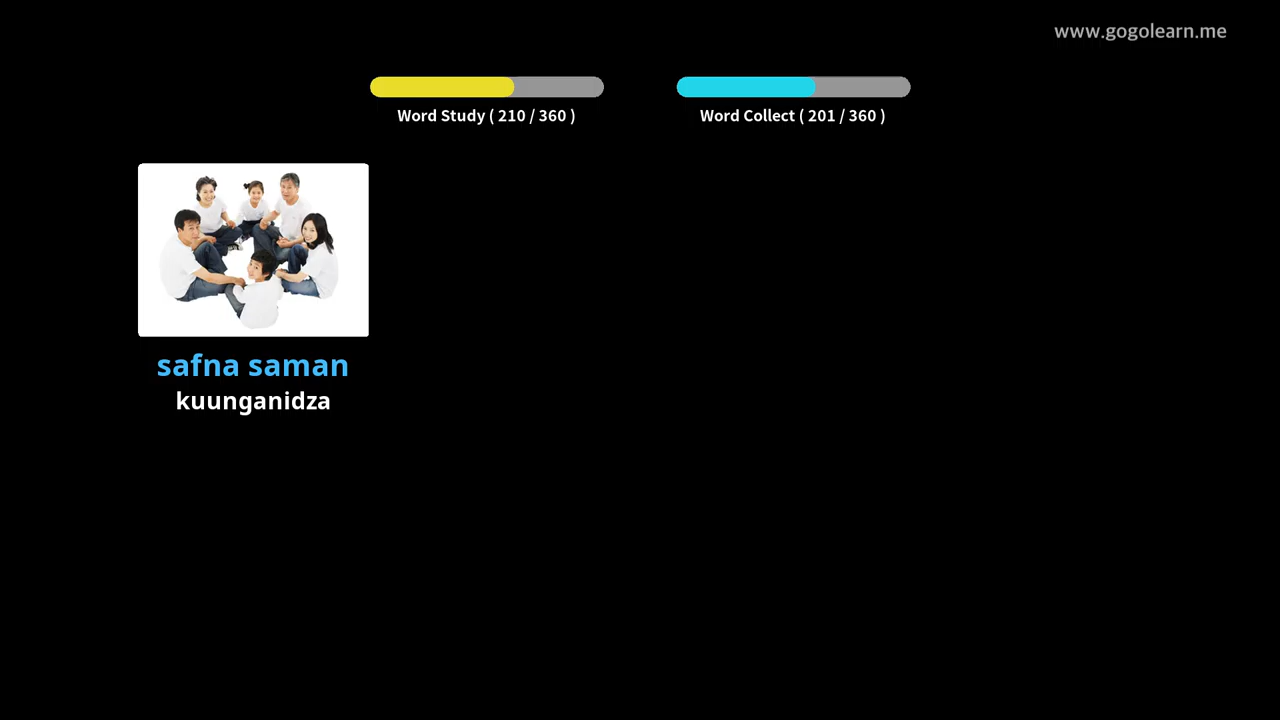 www.gogolearn.me
Word Study ( 210 / 360 )
Word Collect ( 201 / 360 )
safna saman
kuunganidza